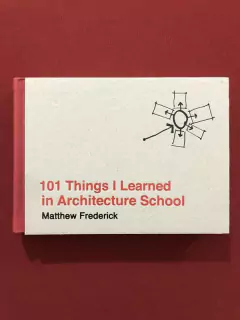 101 Things I Learned
in Architecture School
Matthew Frederick